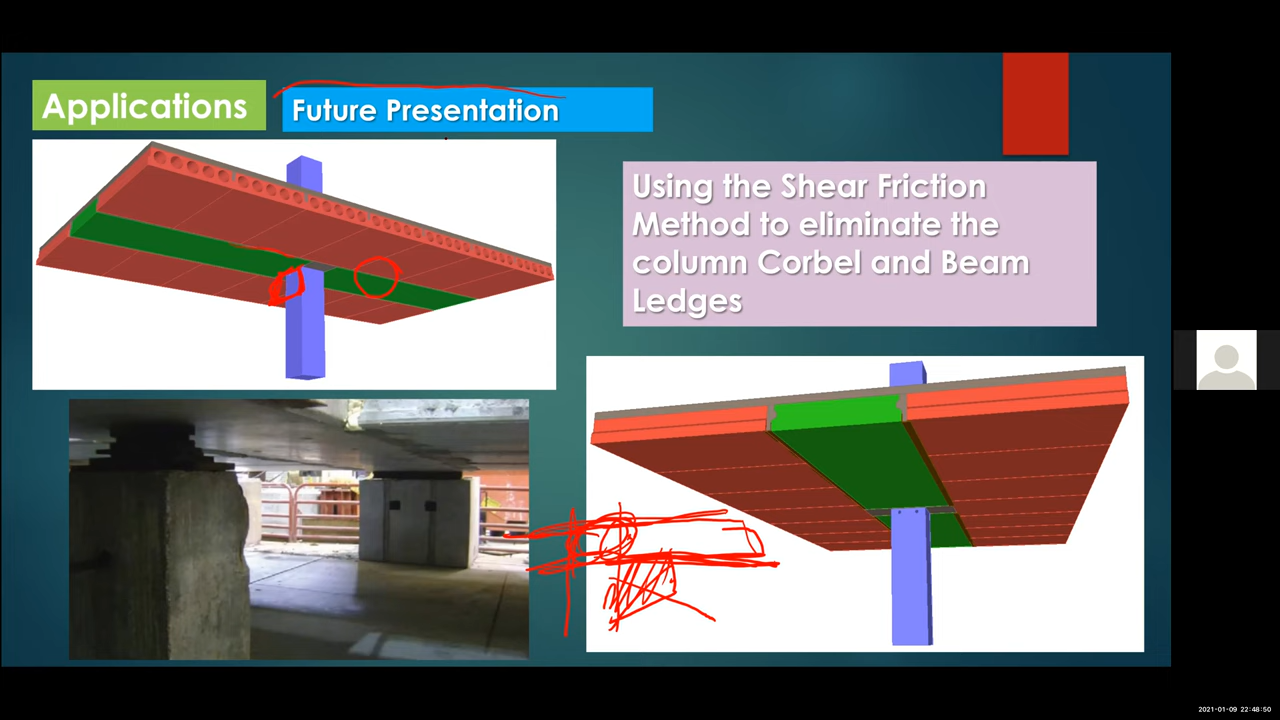 Applications
Future Presentation
Using the Shear Friction
Method to eliminate the
column Corbel and Beam
Ledges
2021-01-09 22:48:50